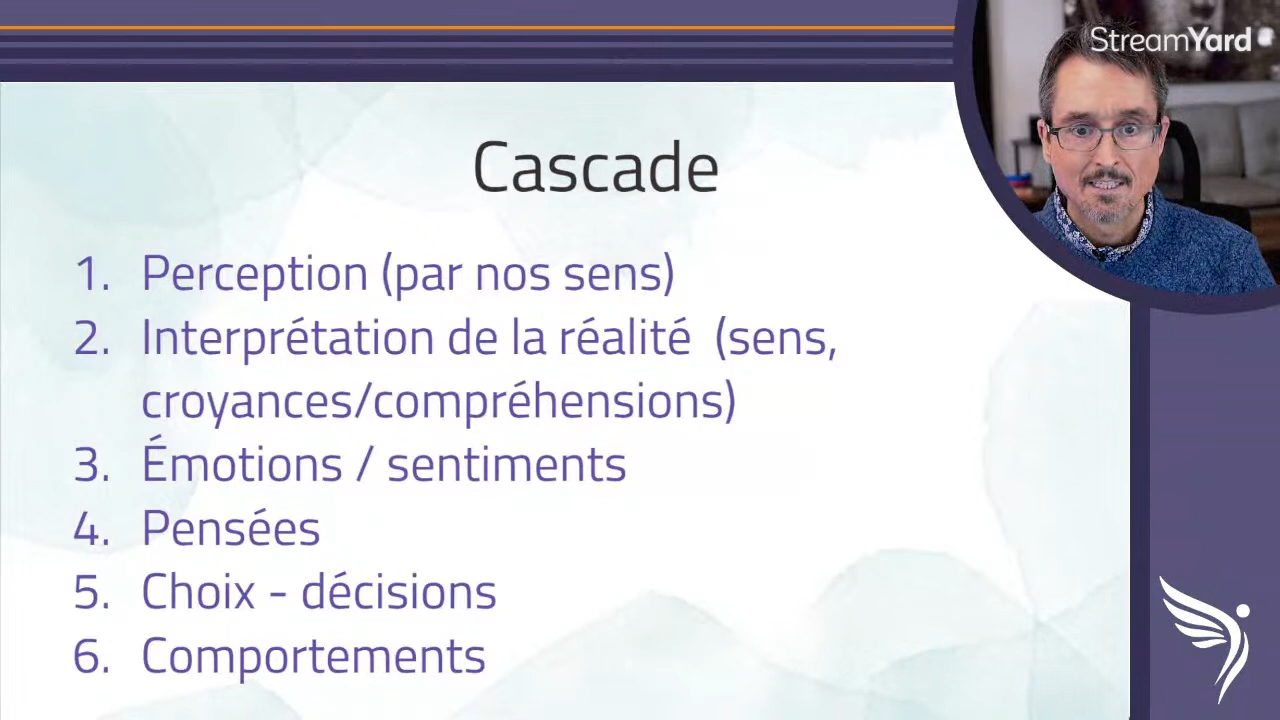 StreamYard
Cascade
1. Perception (par nos sens)
2. Interprétation de la réalité (sens,
croyances/compréhensions)
3. Émotions / sentiments
4. Pensées
5. Choix - décisions
6. Comportements